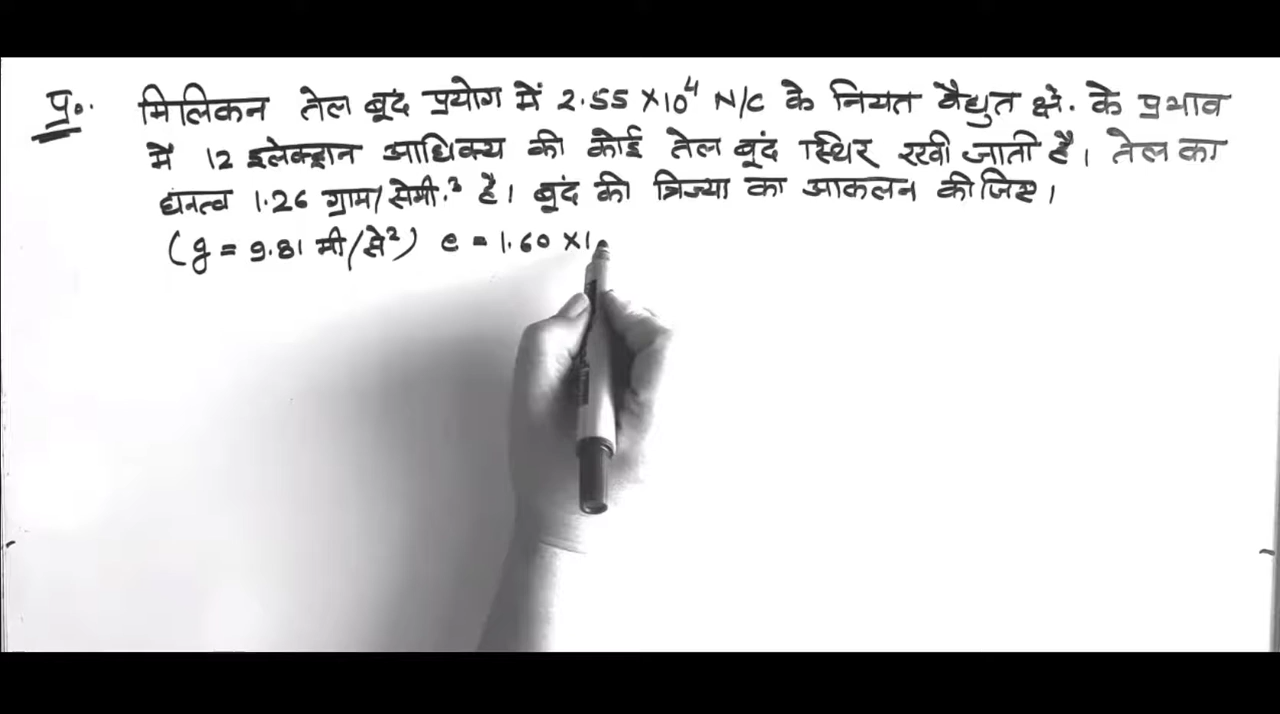 प्र०. मिलिकन तेल बूंद प्रयोग में 2.55 ×10⁴ N/C के नियत वैद्युत क्षे. के प्रभाव
में 12 इलेक्ट्रान आधिक्य की कोई तेल बूंद स्थिर रखी जाती है। तेल का
घनत्व 1.26 ग्राम/सेमी.³ है। बूंद की त्रिज्या का आकलन कीजिए।
(g = 9.81 मी/से²) e = 1.60 ×1